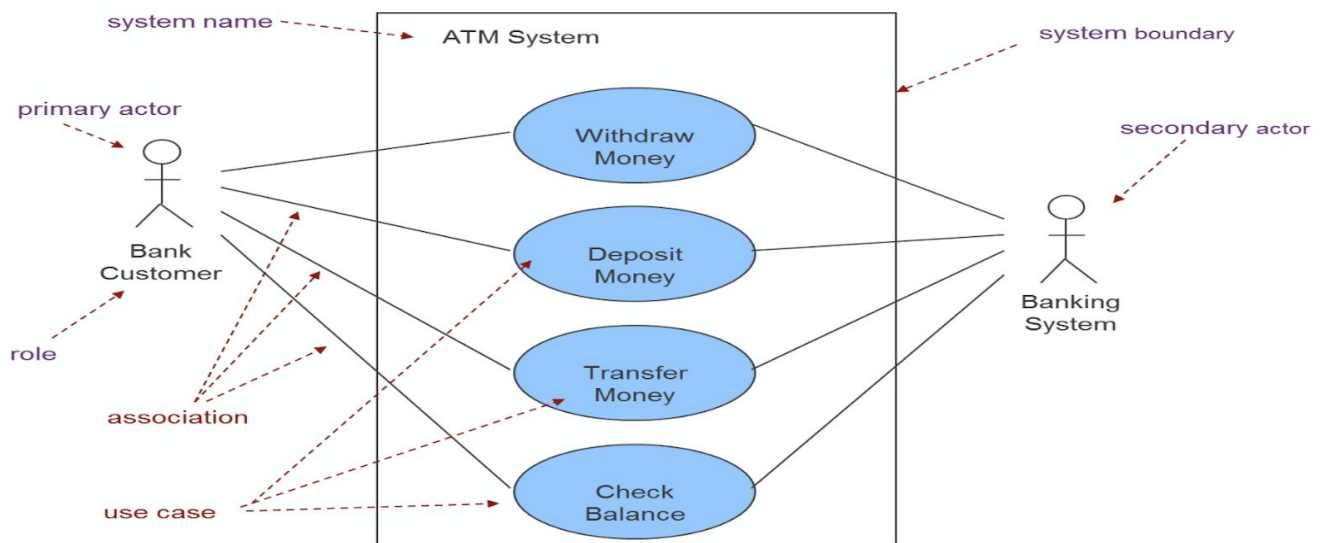 system name
ATM System
system boundary
primary actor
secondary actor
Withdraw
Money
Bank
Customer
Deposit
Money
Banking
System
role
Transfer
Money
association
use case
Check
Balance